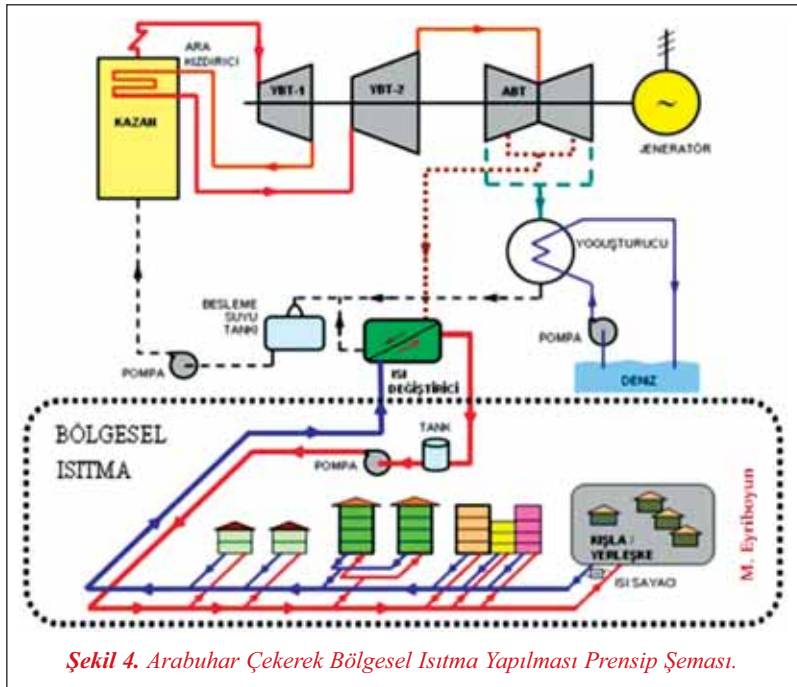 ARA
KIZDIRICI
KAZAN
YBT-1
YBT-2
ABT
~
JENERATÖR
YOĞUŞTURUCU
BESLEME
SUYU
TANKI
POMPA
ISI
DEĞİŞTİRİCİ
POMPA
DENİZ
BÖLGESEL
ISITMA
TANK
POMPA
KIŞLA /
YERLEŞKE
ISI SAYACI
M. Eyriboyun
Şekil 4. Arabuhar Çekerek Bölgesel Isıtma Yapılması Prensip Şeması.